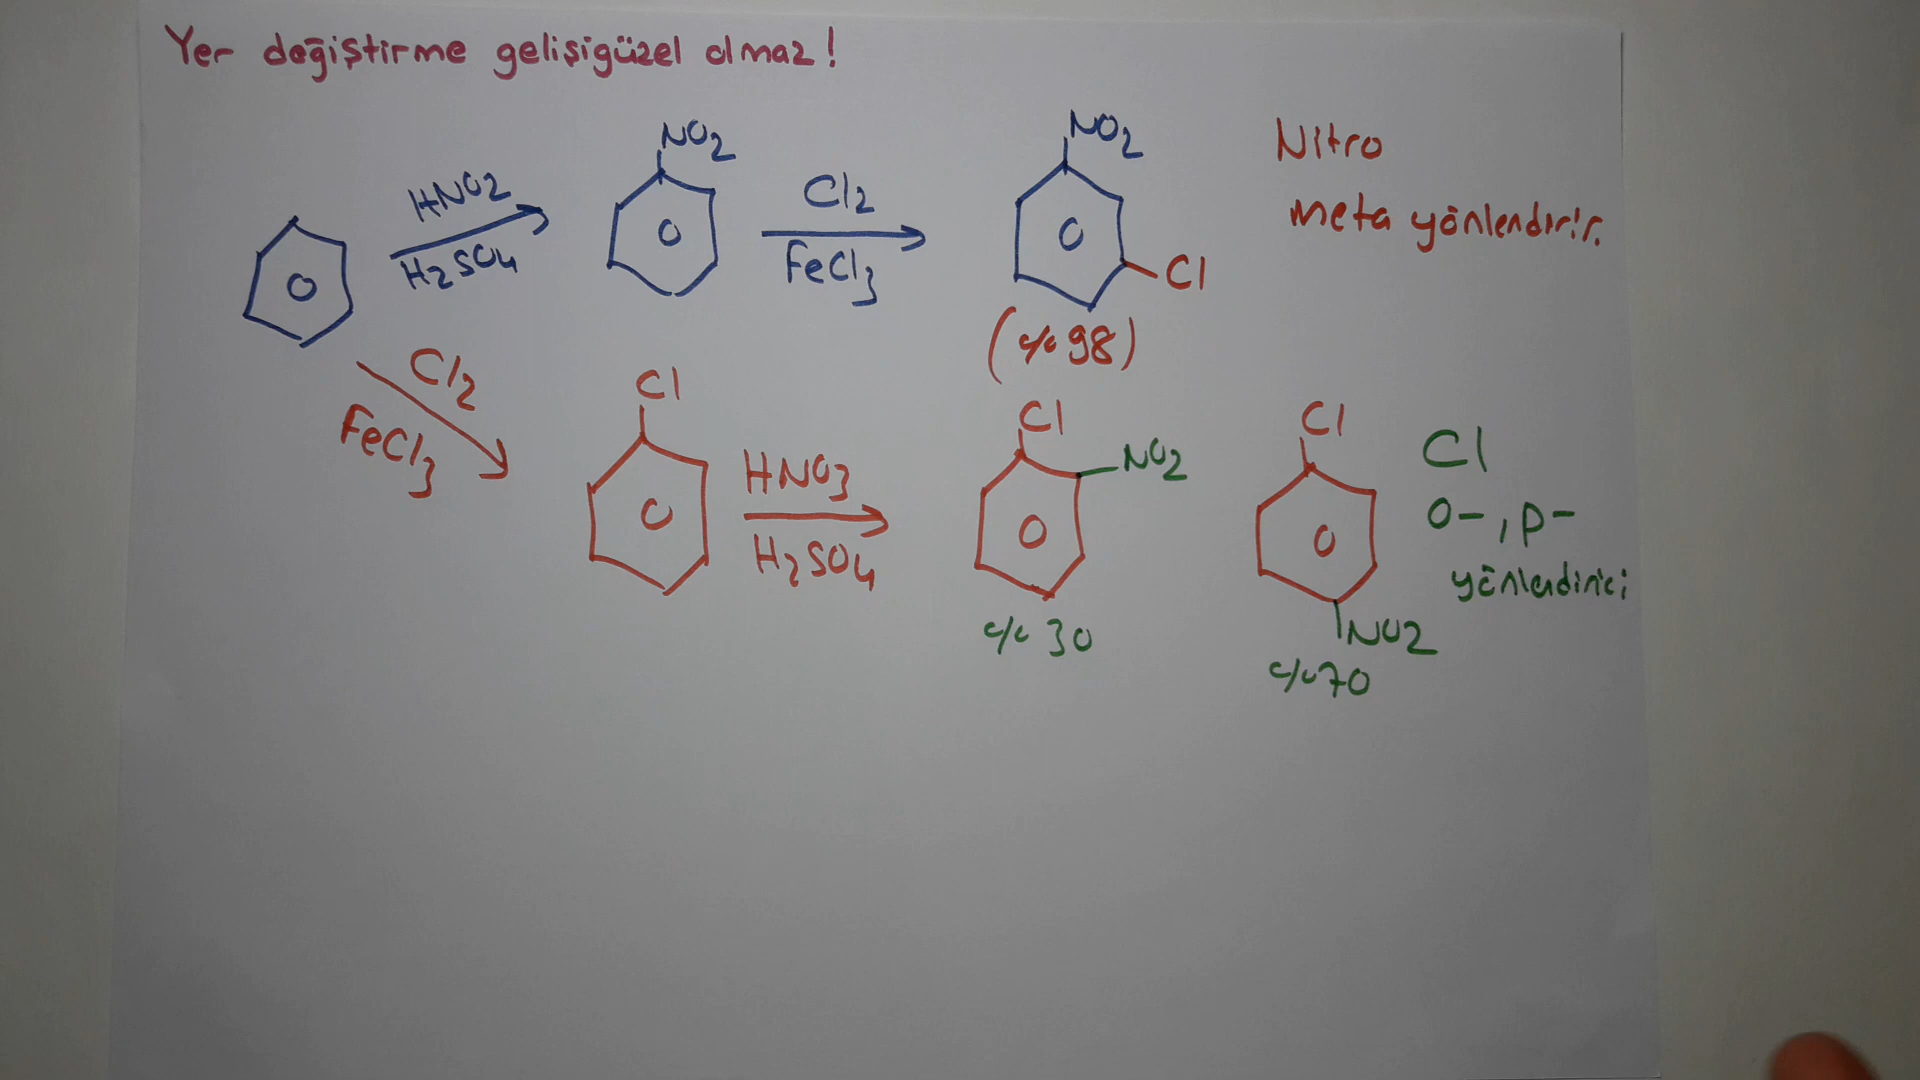 Yer değiştirme gelişigüzel olmaz!
NO2
HNO2
H2SO4
Cl2
FeCl3
NO2
Cl
(%98)
Nitro
meta yönlendirir.
Cl2
FeCl3
Cl
HNO3
H2SO4
Cl
NO2
%30
Cl
NO2
%70
Cl
o-, p-
yönlendirici